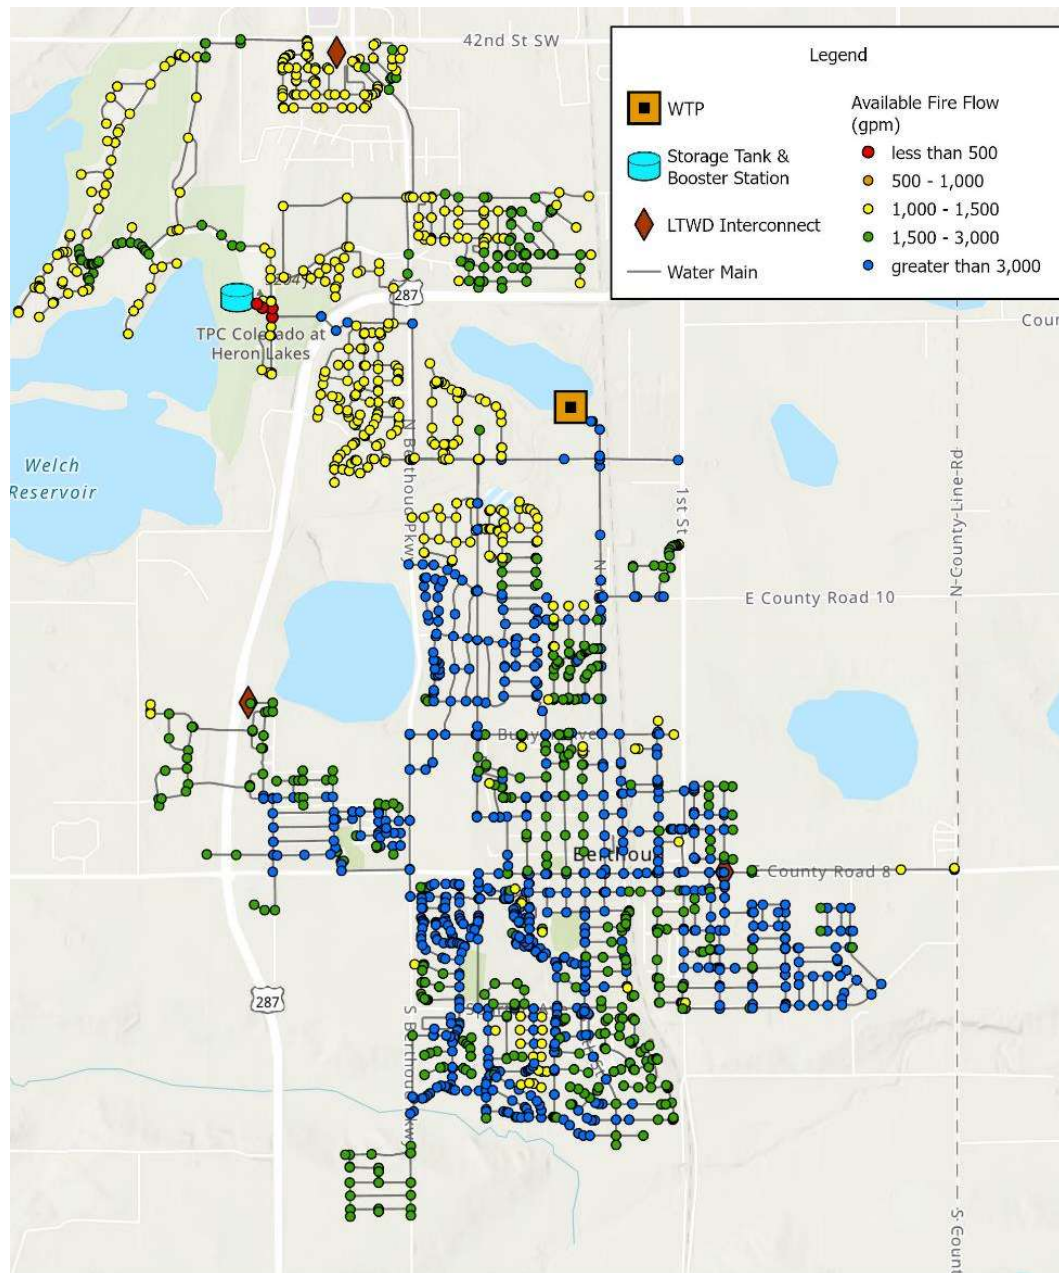 42nd St SW
Legend
WTP
Storage Tank &
Booster Station
LTWD Interconnect
Water Main
Available Fire Flow
(gpm)
less than 500
500 - 1,000
1,000 - 1,500
1,500 - 3,000
greater than 3,000
287
Coun
TPC Colorado at
Heron Lakes
N Berthoud Pkwy
Welch
Reservoir
1st St
N County Line Rd
N
E County Road 10
Ave
Berthoud
E County Road 8
287
S Berthoud Pkwy
S Count